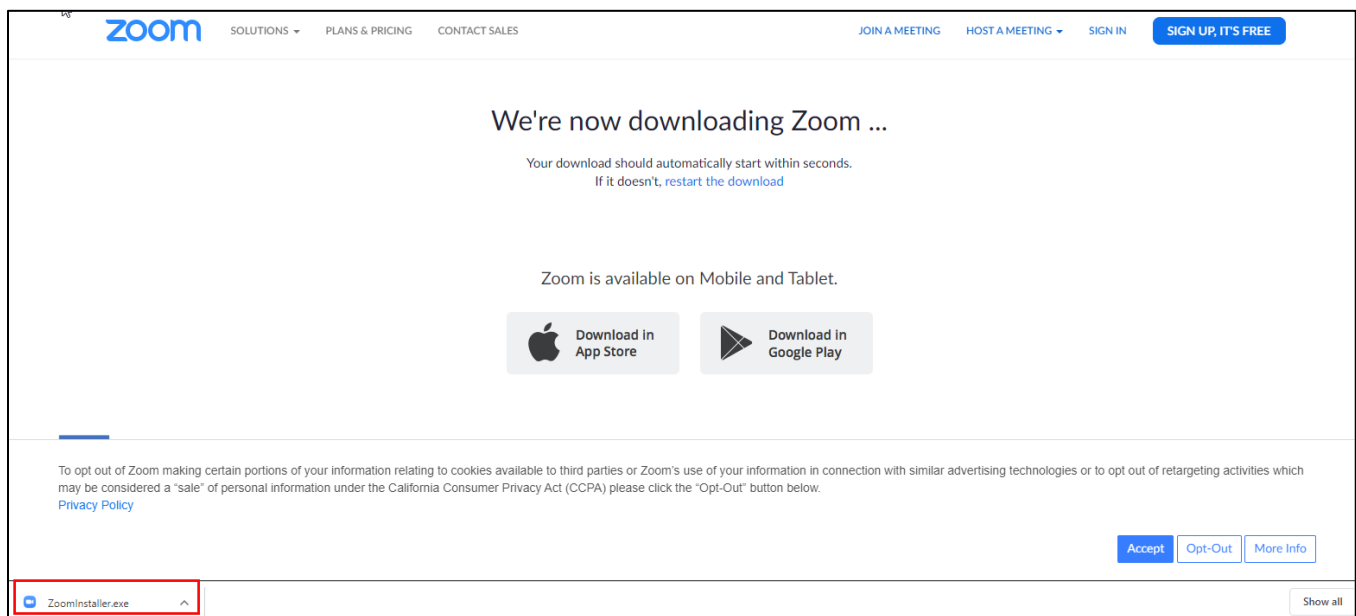 zoom SOLUTIONS PLANS & PRICING CONTACT SALES JOIN A MEETING HOST A MEETING SIGN IN SIGN UP, IT'S FREE
We're now downloading Zoom ...
Your download should automatically start within seconds.
If it doesn't, restart the download
Zoom is available on Mobile and Tablet.
Download in
App Store
Download in
Google Play
To opt out of Zoom making certain portions of your information relating to cookies available to third parties or Zoom's use of your information in connection with similar advertising technologies or to opt out of retargeting activities which
may be considered a “sale” of personal information under the California Consumer Privacy Act (CCPA) please click the “Opt-Out” button below.
Privacy Policy
Accept Opt-Out More Info
ZoomInstaller.exe Show all